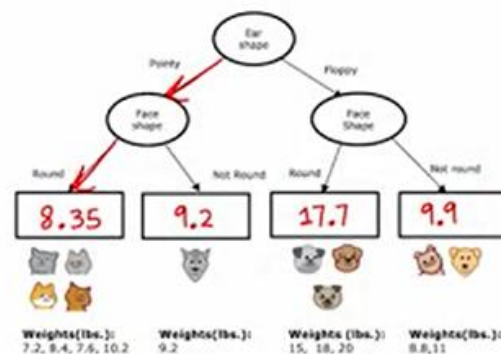 Ear
shape
Pointy
Floppy
Face
shape
Face
Shape
Round
Not Round
Round
Not round
8.35
9.2
17.7
9.9
Weights(lbs.):
7.2, 8.4, 7.6, 10.2
Weights(lbs.):
9.2
Weights (lbs.):
15, 18, 20
Weights(lbs.):
8.8,11